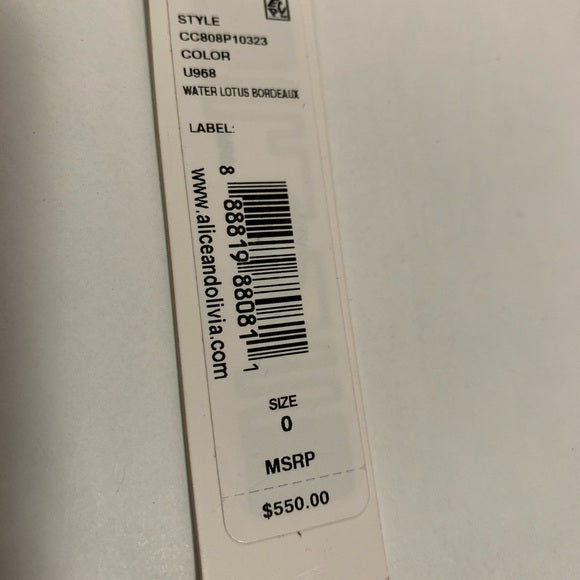 STYLE
CC808P10323
COLOR
U968
WATER LOTUS BORDEAUX
LABEL:
8 88819 88081 1
www.aliceandolivia.com
SIZE
0
MSRP
$550.00